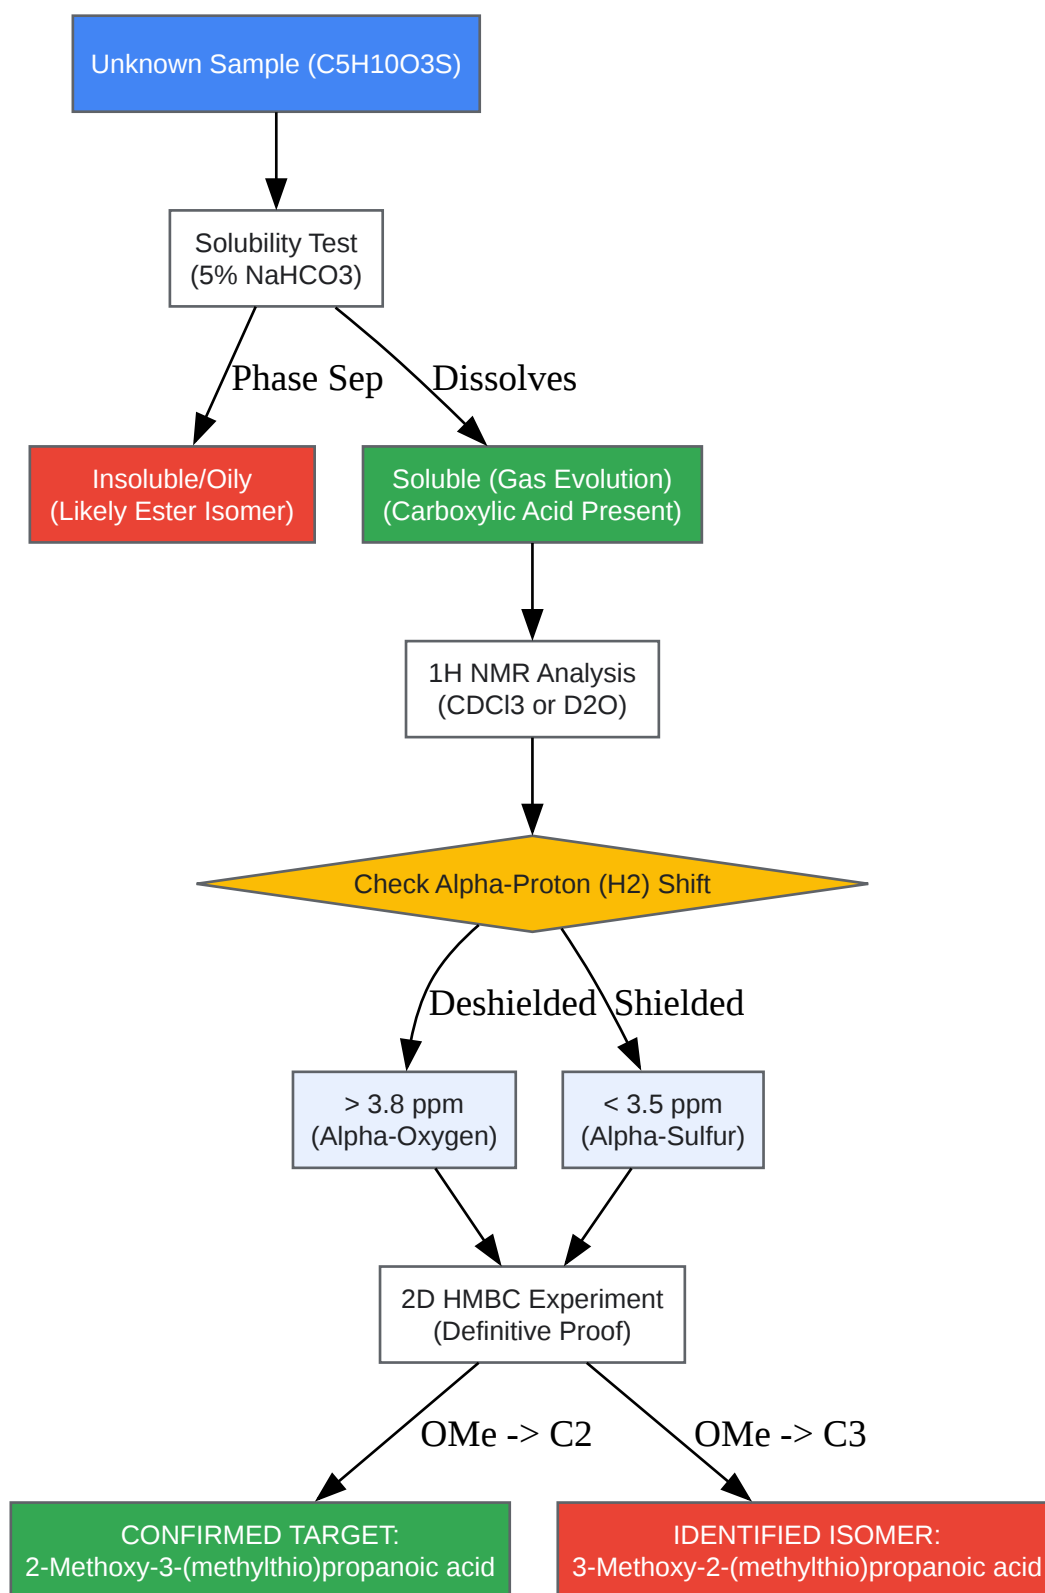 Unknown Sample (C5H10O3S)
Solubility Test
(5% NaHCO3)
Phase Sep
Dissolves
Insoluble/Oily
(Likely Ester Isomer)
Soluble (Gas Evolution)
(Carboxylic Acid Present)
1H NMR Analysis
(CDCl3 or D2O)
Check Alpha-Proton (H2) Shift
Deshielded
Shielded
> 3.8 ppm
(Alpha-Oxygen)
< 3.5 ppm
(Alpha-Sulfur)
2D HMBC Experiment
(Definitive Proof)
OMe -> C2
OMe -> C3
CONFIRMED TARGET:
2-Methoxy-3-(methylthio)propanoic acid
IDENTIFIED ISOMER:
3-Methoxy-2-(methylthio)propanoic acid